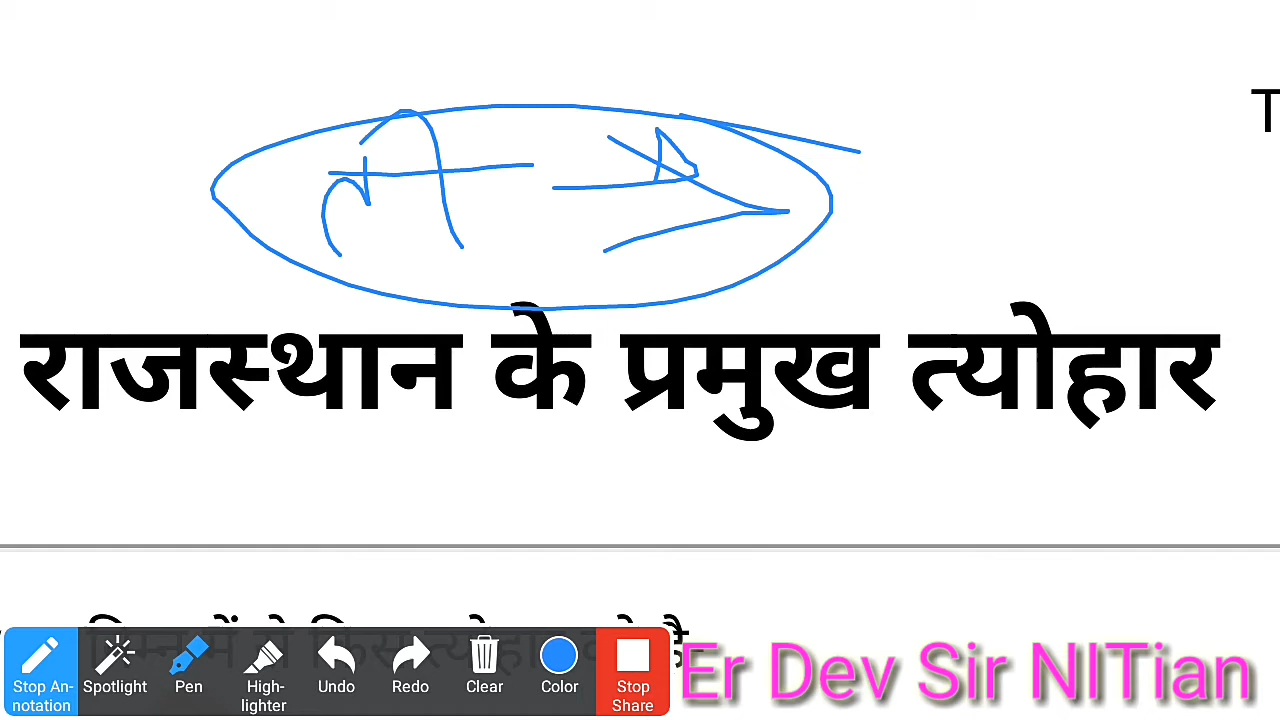 T
राजस्थान के प्रमुख त्योहार
Stop An-notation
Spotlight
Pen
High-lighter
Undo
Redo
Clear
Color
Stop Share
Er Dev Sir NITian